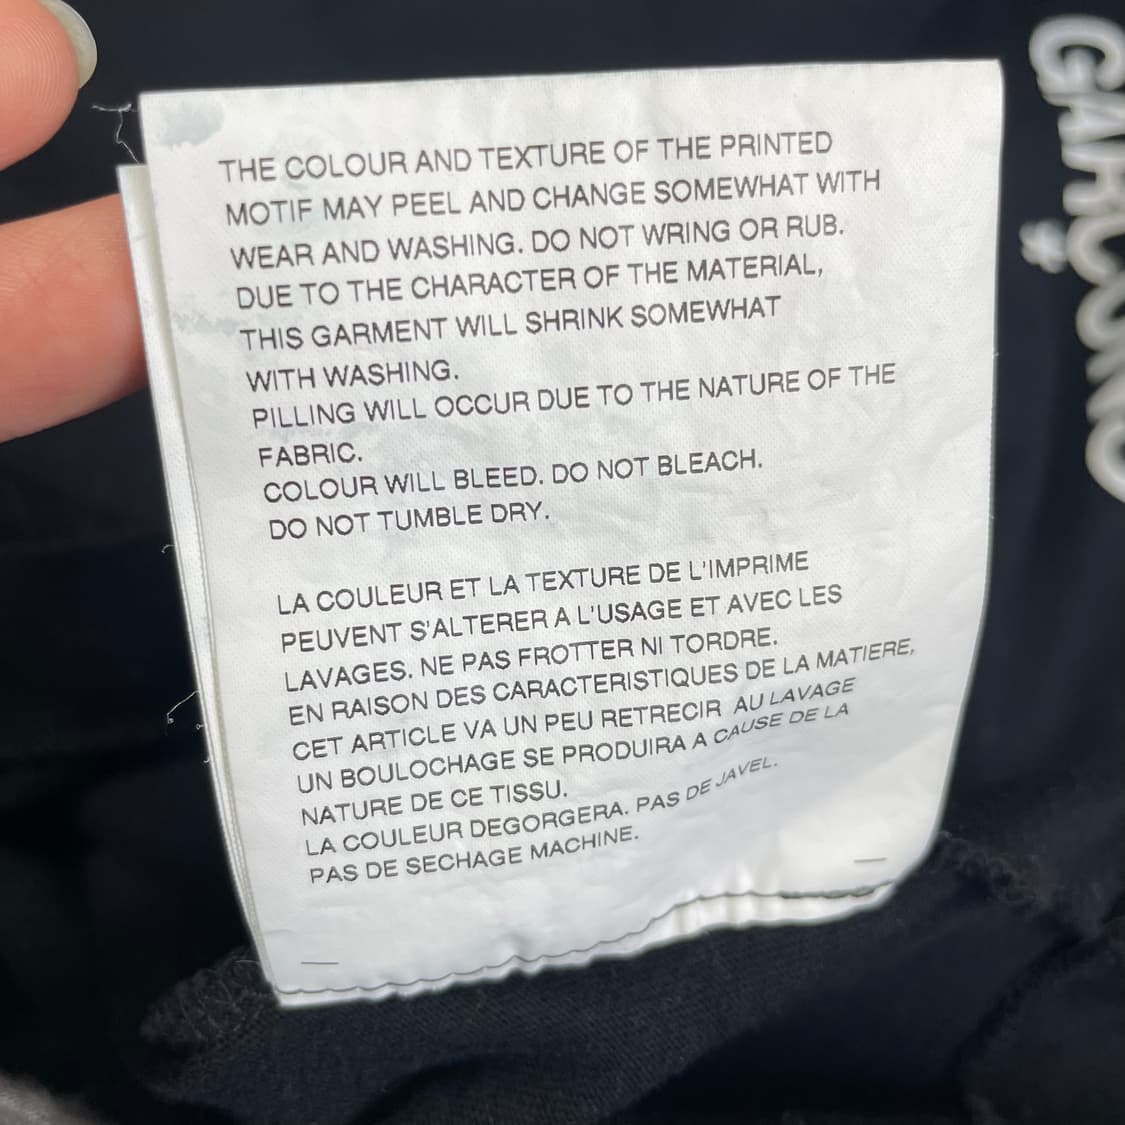 THE COLOUR AND TEXTURE OF THE PRINTED
MOTIF MAY PEEL AND CHANGE SOMEWHAT WITH
WEAR AND WASHING. DO NOT WRING OR RUB.
DUE TO THE CHARACTER OF THE MATERIAL,
THIS GARMENT WILL SHRINK SOMEWHAT
WITH WASHING.
PILLING WILL OCCUR DUE TO THE NATURE OF THE
FABRIC.
COLOUR WILL BLEED. DO NOT BLEACH.
DO NOT TUMBLE DRY.
LA COULEUR ET LA TEXTURE DE L'IMPRIME
PEUVENT S'ALTERER A L'USAGE ET AVEC LES
LAVAGES. NE PAS FROTTER NI TORDRE.
EN RAISON DES CARACTERISTIQUES DE LA MATIERE,
CET ARTICLE VA UN PEU RETRECIR AU LAVAGE
UN BOULOCHAGE SE PRODUIRA A CAUSE DE LA
NATURE DE CE TISSU.
LA COULEUR DEGORGERA. PAS DE JAVEL.
PAS DE SECHAGE MACHINE.
GARÇONS